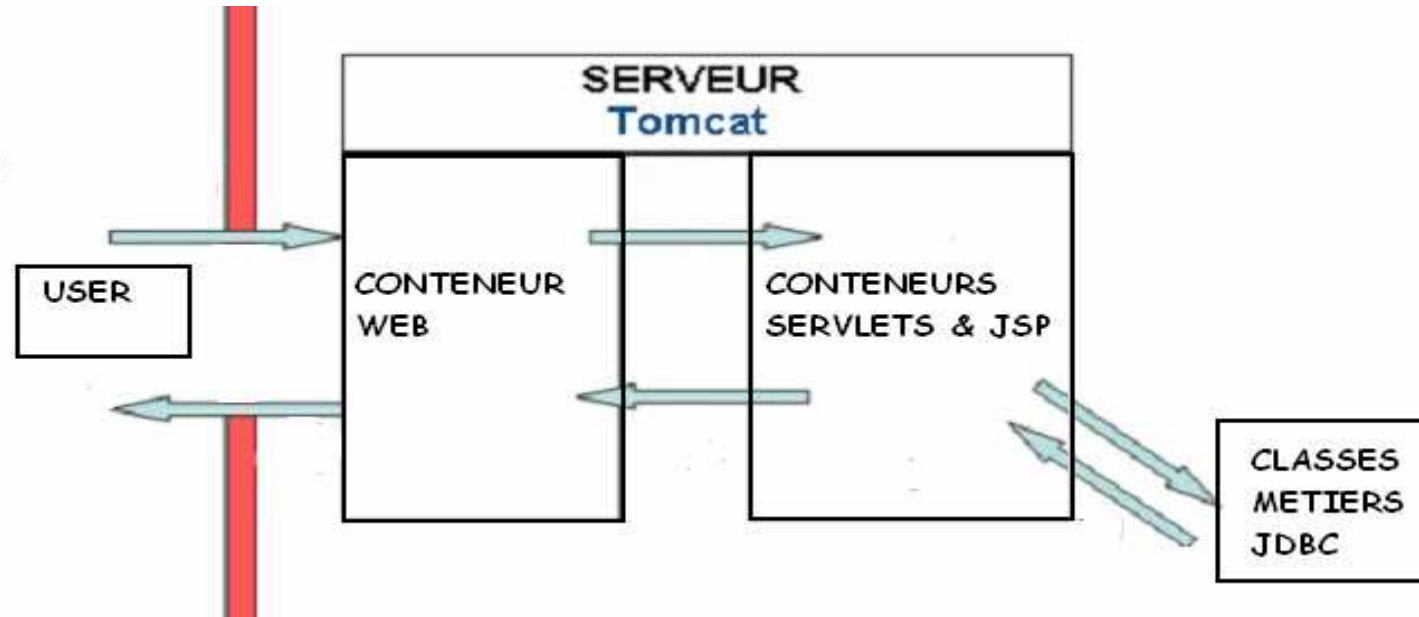 SERVEUR
Tomcat
USER
CONTENEUR
WEB
CONTENEURS
SERVLETS & JSP
CLASSES
METIERS
JDBC